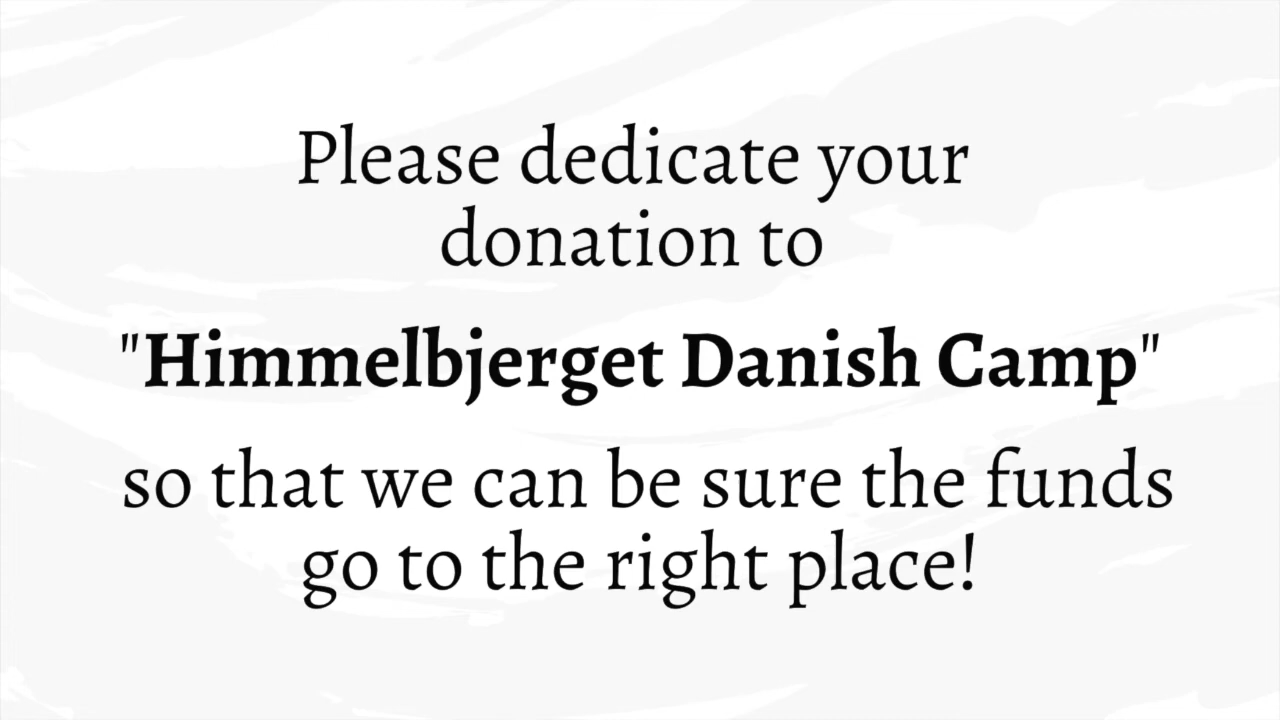 Please dedicate your
donation to
"Himmelbjerget Danish Camp"
so that we can be sure the funds
go to the right place!